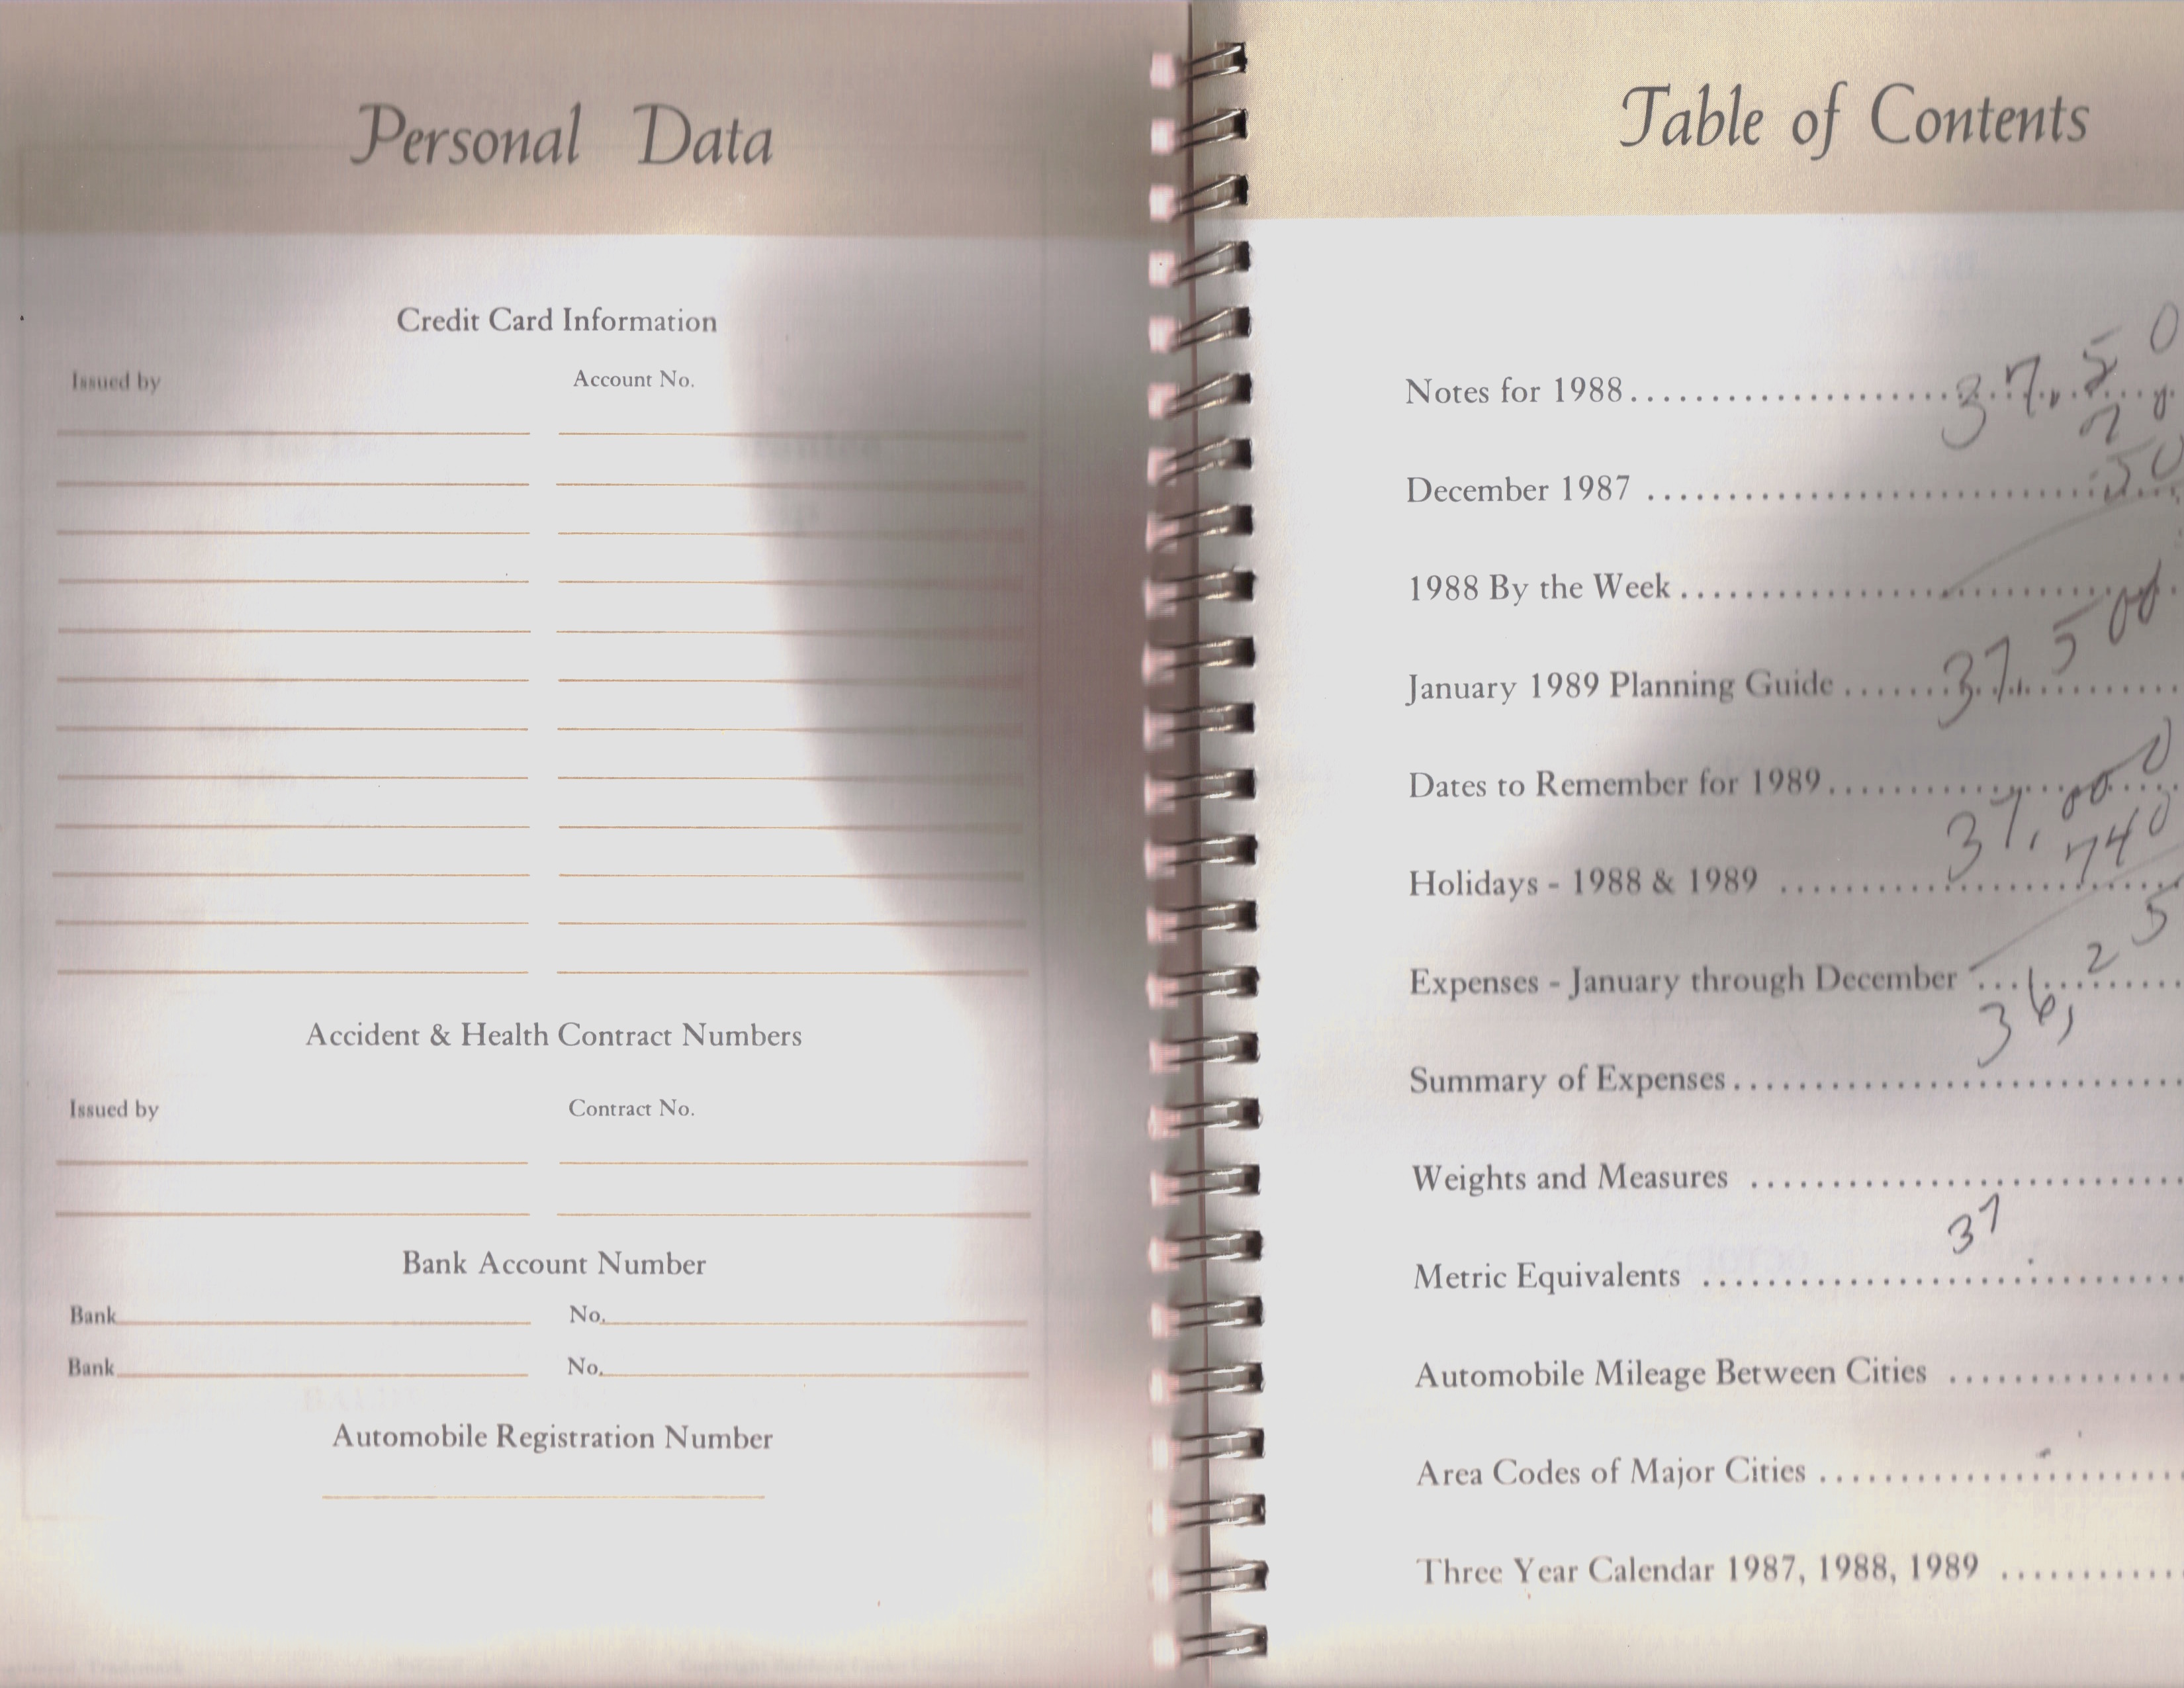 Personal Data
Credit Card Information
Issued by Account No.
Accident & Health Contract Numbers
Issued by Contract No.
Bank Account Number
Bank No.
Bank No.
Automobile Registration Number
Table of Contents
Notes for 1988
December 1987
1988 By the Week
January 1989 Planning Guide
Dates to Remember for 1989
Holidays - 1988 & 1989
Expenses - January through December
Summary of Expenses
Weights and Measures
Metric Equivalents
Automobile Mileage Between Cities
Area Codes of Major Cities
Three Year Calendar 1987, 1988, 1989
37,50
50
37,500
37,000
740
36,25
37